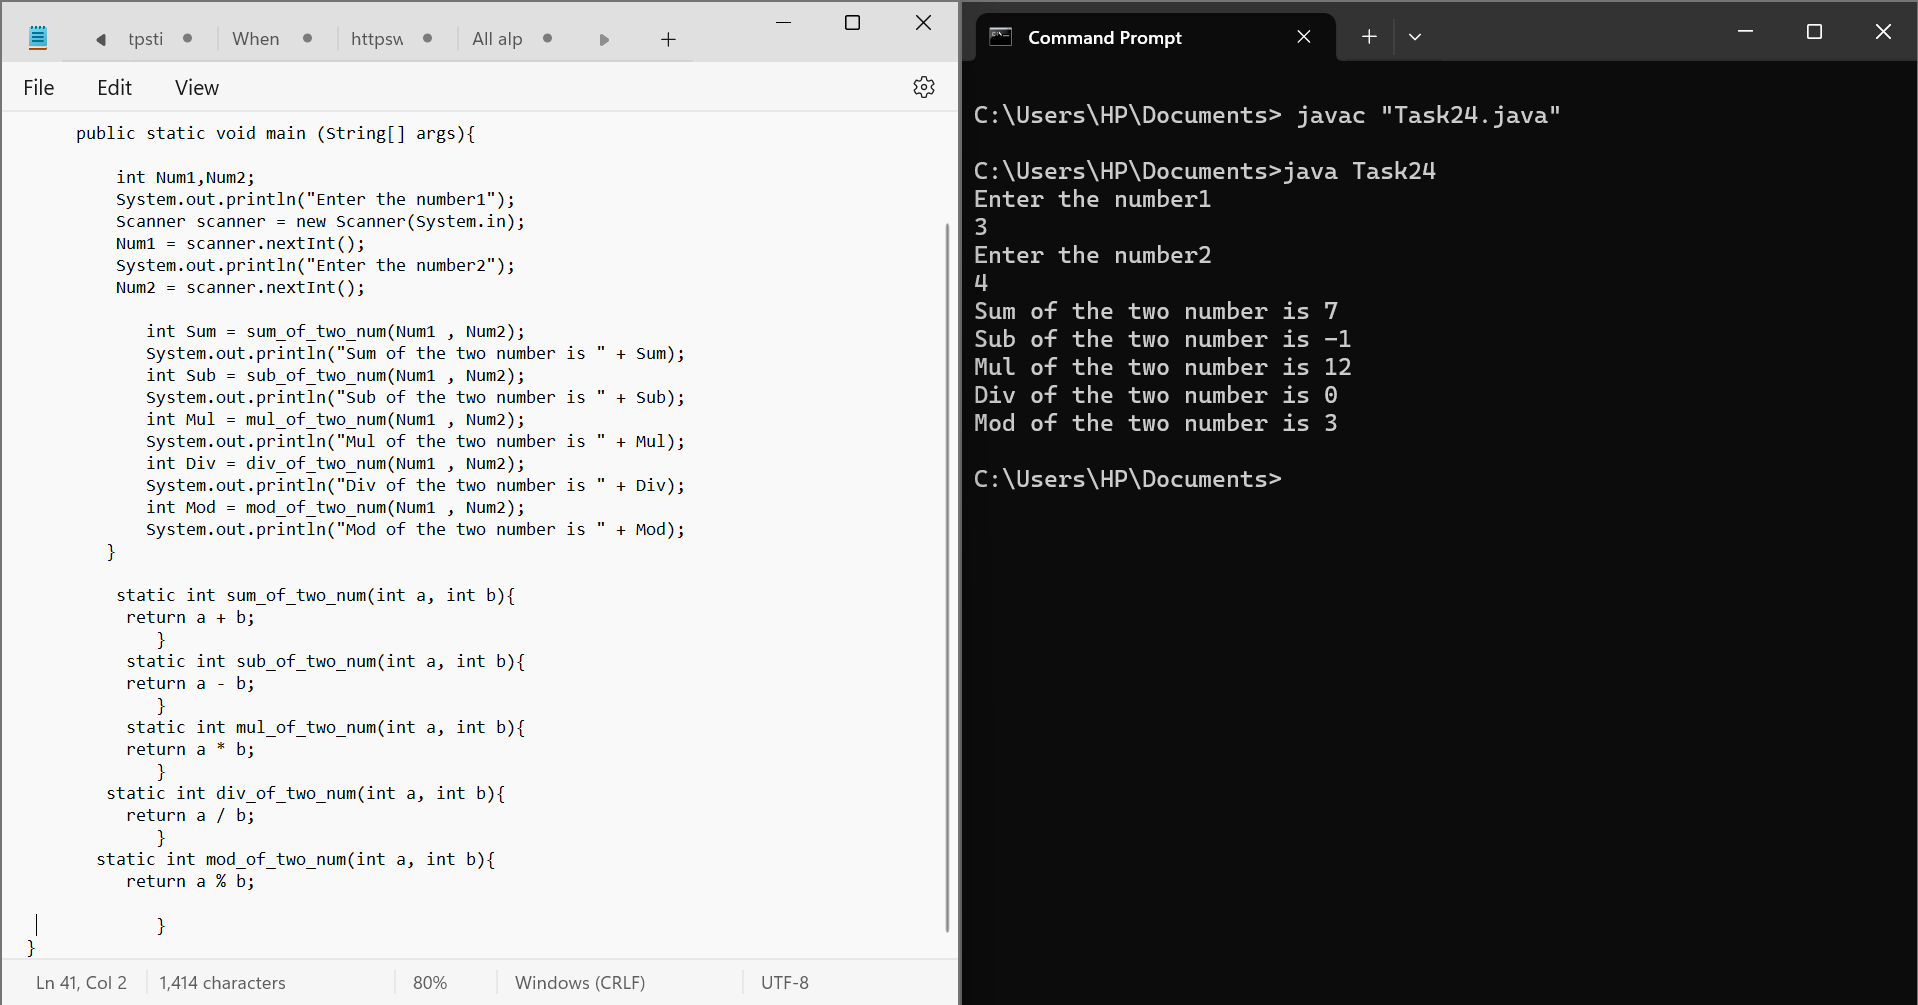 tpsti When httpsw All alp
File Edit View
public static void main (String[] args){
int Num1,Num2;
System.out.println("Enter the number1");
Scanner scanner = new Scanner(System.in);
Num1 = scanner.nextInt();
System.out.println("Enter the number2");
Num2 = scanner.nextInt();
int Sum = sum_of_two_num(Num1 , Num2);
System.out.println("Sum of the two number is " + Sum);
int Sub = sub_of_two_num(Num1 , Num2);
System.out.println("Sub of the two number is " + Sub);
int Mul = mul_of_two_num(Num1 , Num2);
System.out.println("Mul of the two number is " + Mul);
int Div = div_of_two_num(Num1 , Num2);
System.out.println("Div of the two number is " + Div);
int Mod = mod_of_two_num(Num1 , Num2);
System.out.println("Mod of the two number is " + Mod);
}
static int sum_of_two_num(int a, int b){
return a + b;
}
static int sub_of_two_num(int a, int b){
return a - b;
}
static int mul_of_two_num(int a, int b){
return a * b;
}
static int div_of_two_num(int a, int b){
return a / b;
}
static int mod_of_two_num(int a, int b){
return a % b;
}
}
Ln 41, Col 2 1,414 characters 80% Windows (CRLF) UTF-8
Command Prompt
C:\Users\HP\Documents> javac "Task24.java"
C:\Users\HP\Documents>java Task24
Enter the number1
3
Enter the number2
4
Sum of the two number is 7
Sub of the two number is -1
Mul of the two number is 12
Div of the two number is 0
Mod of the two number is 3
C:\Users\HP\Documents>